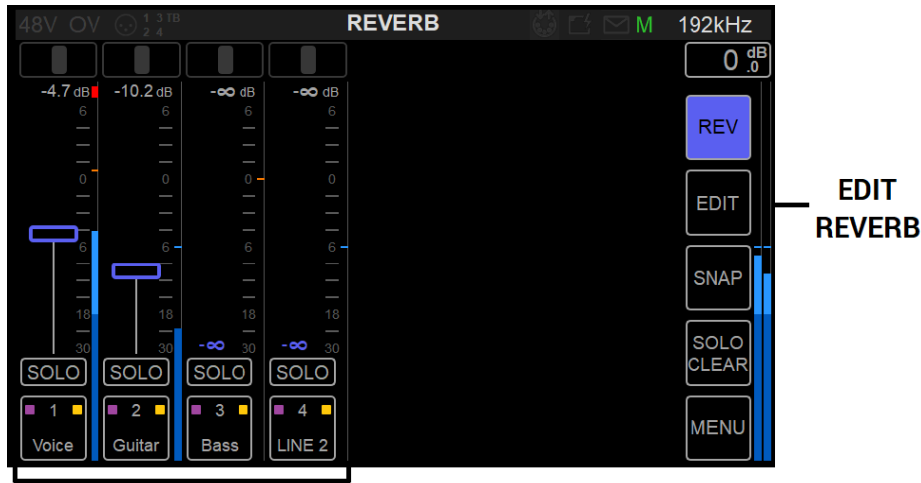 48V OV 1 3 TB REVERB M 192kHz
2 4
0 dB
.0
-4.7 dB -10.2 dB -∞ dB -∞ dB
6 6 6 6
REV
0 0 0 0
EDIT
EDIT
REVERB
6 6 6 6
SNAP
18 18 18 18
30 30 -∞ 30 -∞ 30
SOLO SOLO SOLO SOLO
SOLO
CLEAR
1 2 3 4
Voice Guitar Bass LINE 2
MENU